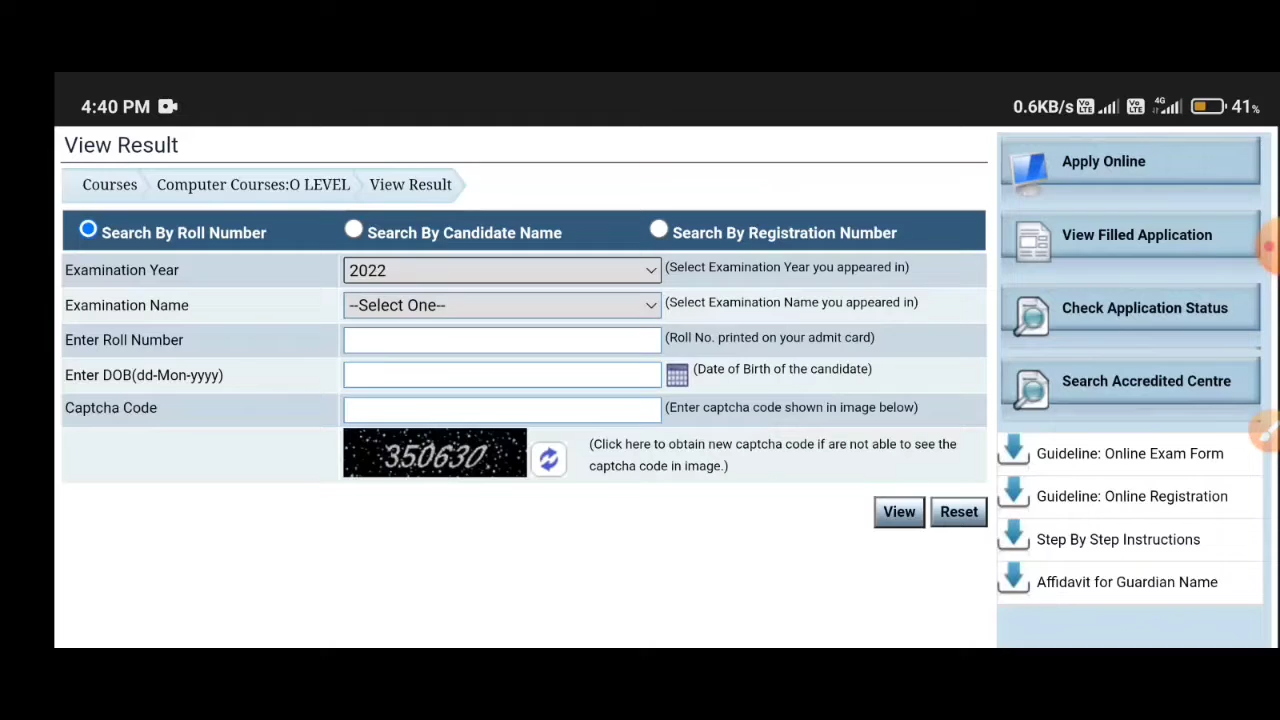 4:40 PM
0.6KB/s Vo LTE Vo LTE 4G 41%
View Result
Courses Computer Courses:O LEVEL View Result
Search By Roll Number Search By Candidate Name Search By Registration Number
Examination Year 2022 (Select Examination Year you appeared in)
Examination Name --Select One-- (Select Examination Name you appeared in)
Enter Roll Number (Roll No. printed on your admit card)
Enter DOB(dd-Mon-yyyy) (Date of Birth of the candidate)
Captcha Code (Enter captcha code shown in image below)
350630 (Click here to obtain new captcha code if are not able to see the
captcha code in image.)
View Reset
Apply Online
View Filled Application
Check Application Status
Search Accredited Centre
Guideline: Online Exam Form
Guideline: Online Registration
Step By Step Instructions
Affidavit for Guardian Name